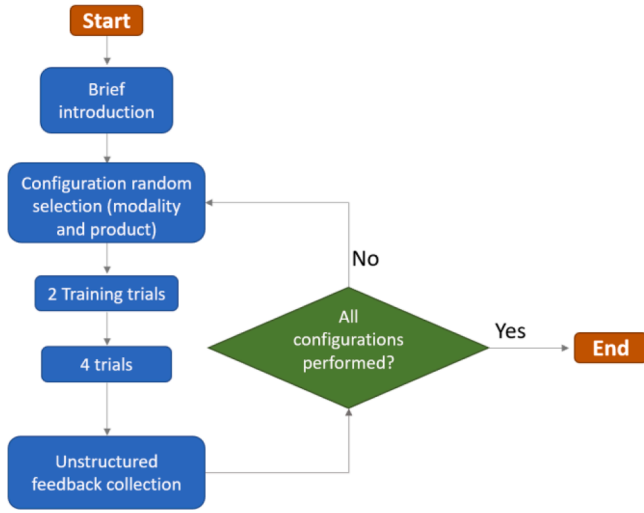 Start
Brief
introduction
Configuration random
selection (modality
and product)
2 Training trials
4 trials
Unstructured
feedback collection
All
configurations
performed?
No
Yes
End